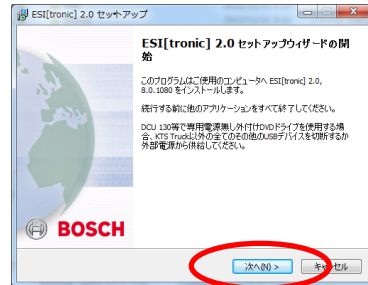 ESI[tronic] 2.0 セットアップ
ESI[tronic] 2.0 セットアップウィザードの開
始
このプログラムはご使用のコンピュータへ ESI[tronic] 2.0,
8.0.1080 をインストールします。
続行する前に他のアプリケーションをすべて終了してください。
DCU 130等で専用電源無し外付けDVDドライブを使用する場
合、KTS Truck以外の全てのその他のUSBデバイスを切断するか
外部電源から供給してください。
BOSCH
次へ(N) >
キャンセル